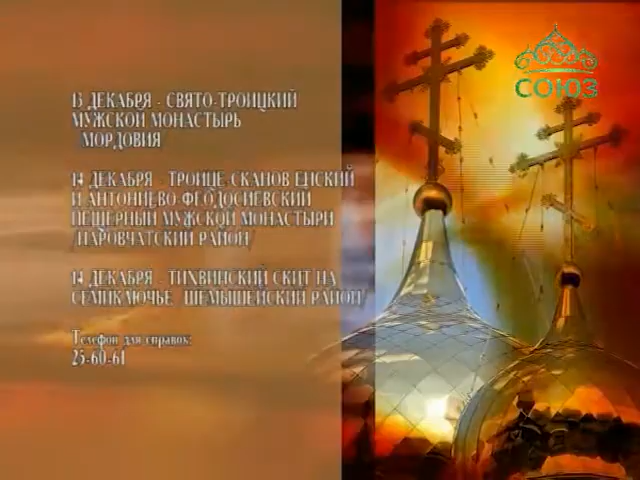 13 ДЕКАБРЯ - СВЯТО-ТРОИЦКИЙ
МУЖСКОЙ МОНАСТЫРЬ
/МОРДОВИЯ
14 ДЕКАБРЯ - ТРОИЦЕ-СКАНОВ ЖЕНСКИЙ
И АНТОНИЕВО-ФЕОДОСИЕВСКИЙ
ПЕЩЕРНЫЙ МУЖСКОЙ МОНАСТЫРИ
/НАРОВЧАТСКИЙ РАЙОН/
14 ДЕКАБРЯ - ТИХВИНСКИЙ СКИТ НА
СЕМИКЛЮЧЬЕ /ШЕМЫШЕЙСКИЙ РАЙОН/
Телефон для справок:
25-60-61
СОЮЗ